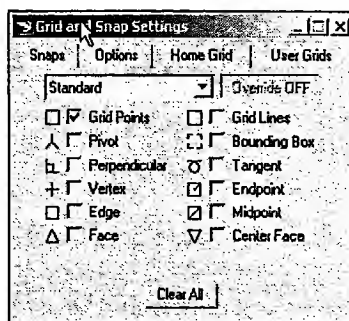 Grid and Snap Settings
Snaps Options Home Grid User Grids
Standard Override OFF
Grid Points Grid Lines
Pivot Bounding Box
Perpendicular Tangent
Vertex Endpoint
Edge Midpoint
Face Center Face
Clear All